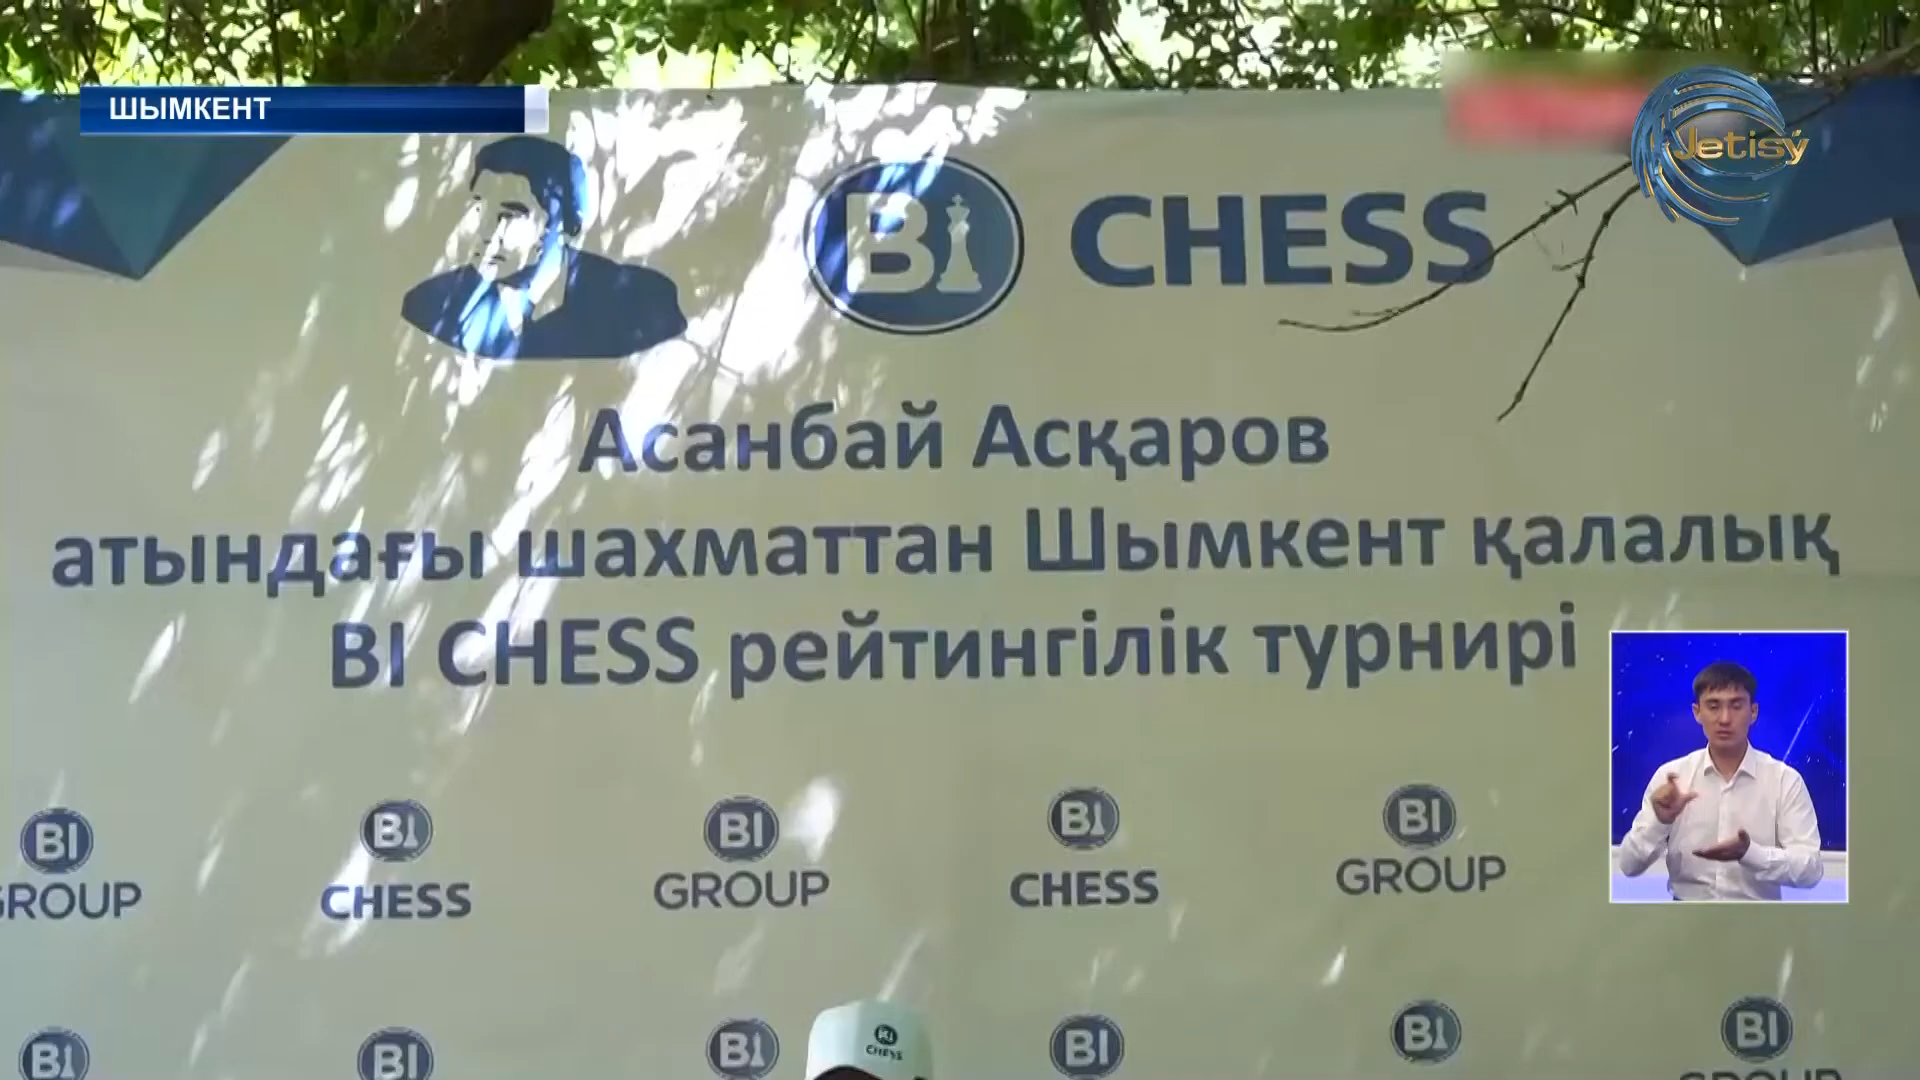 ШЫМКЕНТ
Jetisý
BI CHESS
Асанбай Асқаров
атындағы шахматтан Шымкент қалалық
BI CHESS рейтингілік турнирі
BI BI BI BI BI
GROUP CHESS GROUP CHESS GROUP
BI BI BI BI BI BI
BI
CHESS
GROUP